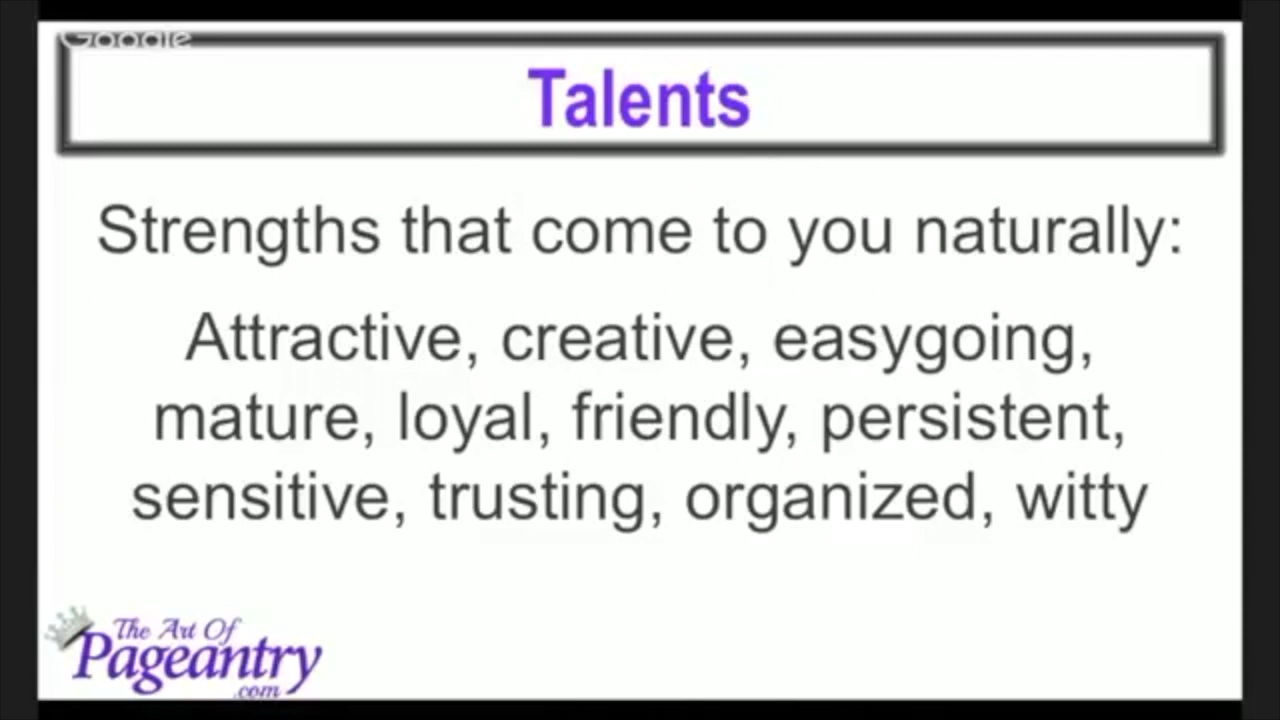 Google
Talents
Strengths that come to you naturally:
Attractive, creative, easygoing,
mature, loyal, friendly, persistent,
sensitive, trusting, organized, witty
The Art Of
Pageantry
.com